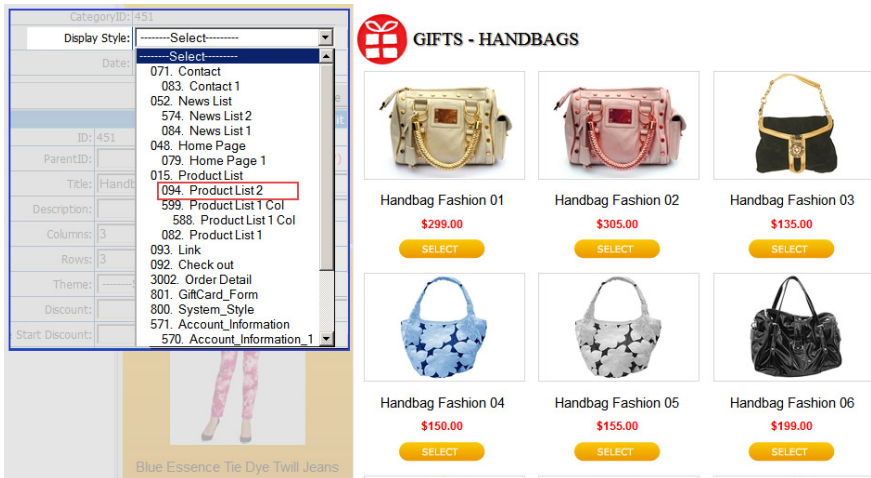 CategoryID: 451
Display Style: --------Select---------
Date:
--------Select---------
071. Contact
083. Contact 1
052. News List
574. News List 2
084. News List 1
048. Home Page
079. Home Page 1
015. Product List
094. Product List 2
599. Product List 1 Col
588. Product List 1 Col
082. Product List 1
093. Link
092. Check out
3002. Order Detail
801. GiftCard_Form
800. System_Style
571. Account_Information
570. Account_Information_1
ID: 451
ParentID:
Title: Handb
Description:
Columns: 3
Rows: 3
Theme: --------S
Discount:
Start Discount:
Blue Essence Tie Dye Twill Jeans
GIFTS - HANDBAGS
Handbag Fashion 01
$299.00
SELECT
Handbag Fashion 02
$305.00
SELECT
Handbag Fashion 03
$135.00
SELECT
Handbag Fashion 04
$150.00
SELECT
Handbag Fashion 05
$155.00
SELECT
Handbag Fashion 06
$199.00
SELECT